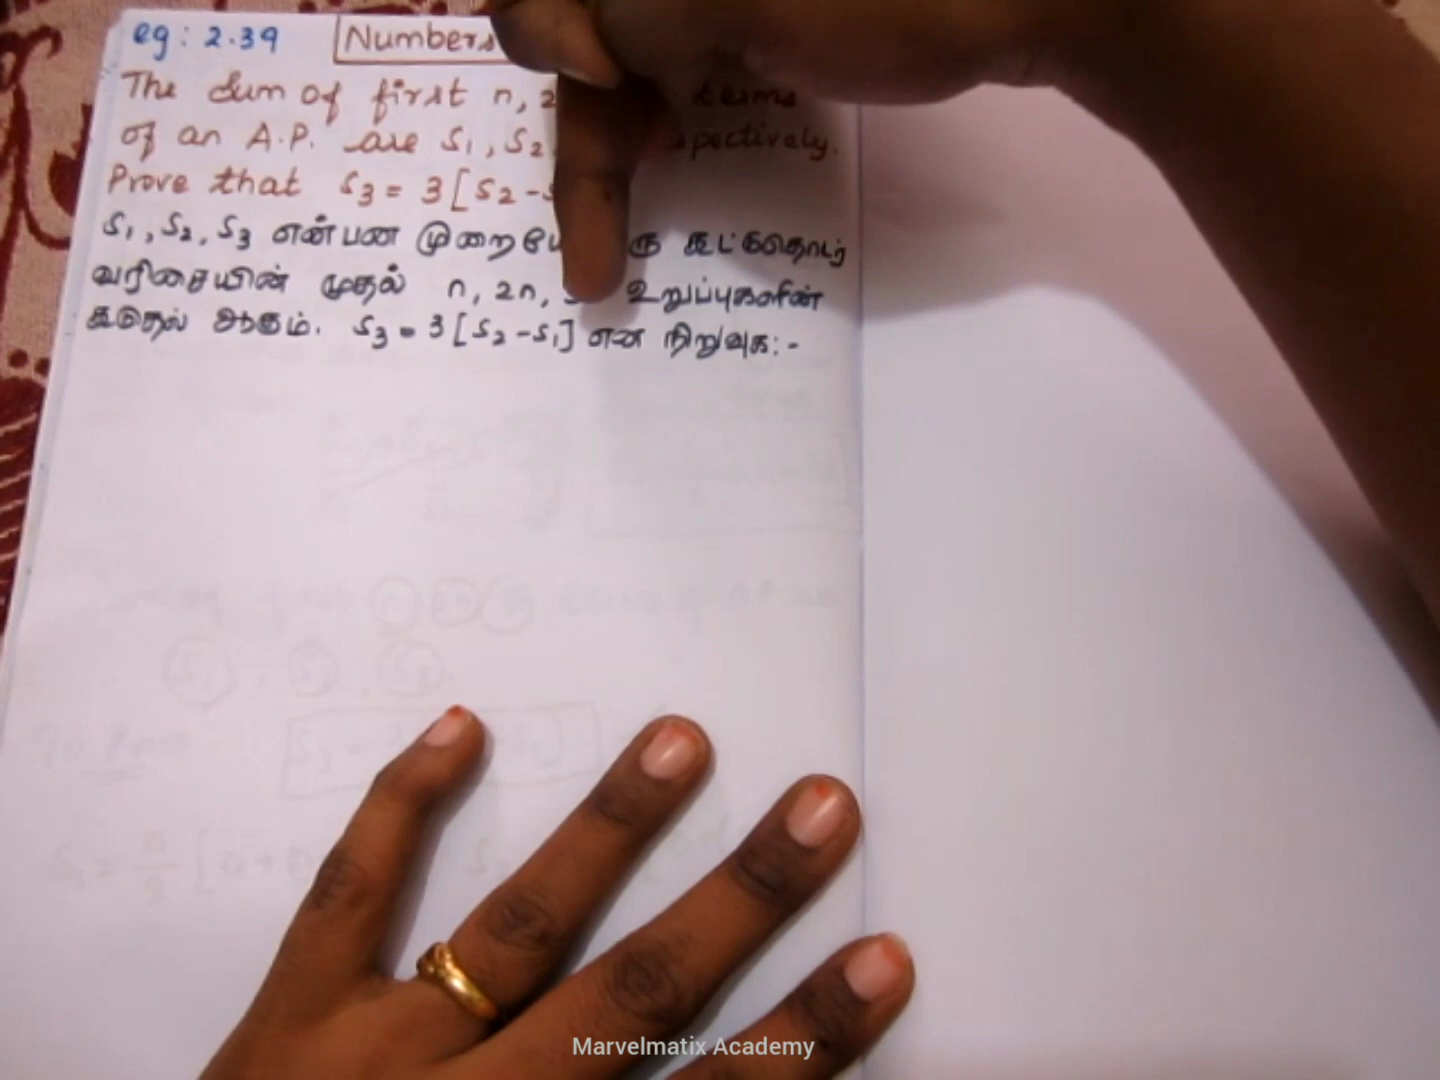 eg: 2.39 Numbers
The Sum of first n, 2 terms
of an A.P. are S₁, S₂ spectively.
Prove that S₃ = 3[S₂ -
S₁, S₂, S₃ என்பன முறையே ரு கூட்டுத்தொடர்
வரிசையின் முதல் n, 2n, உறுப்புகளின்
கூடுதல் ஆகும். S₃ = 3[S₂ - S₁] என நிறுவுக:-
Marvelmatix Academy